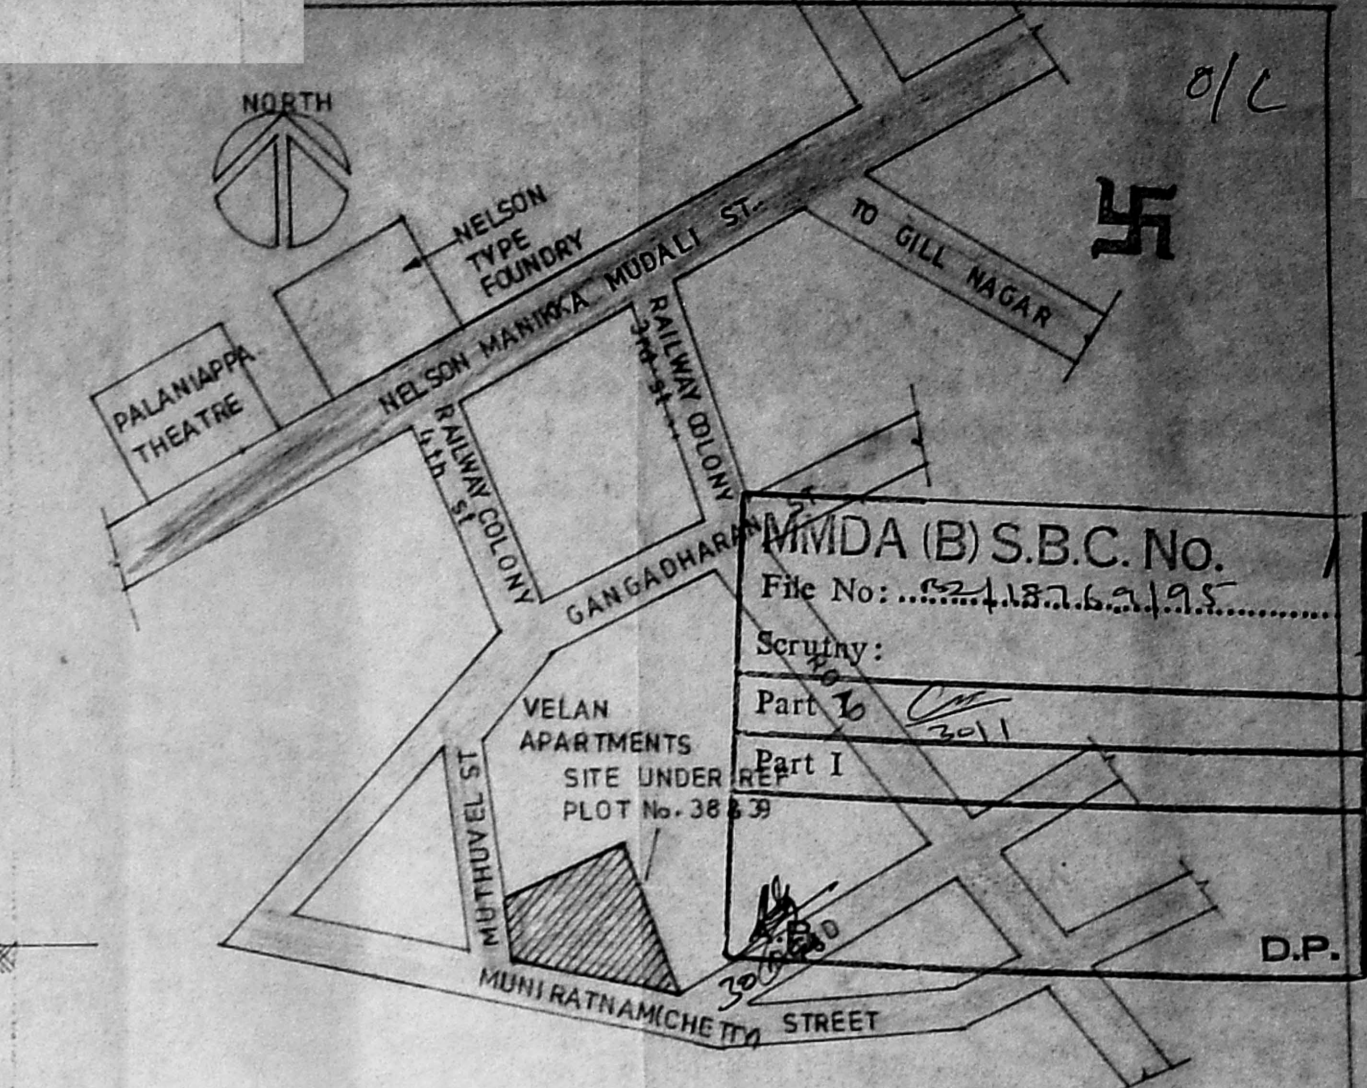 O/C
NORTH
NELSON
TYPE
FOUNDRY
NELSON MANIKKA MUDALI ST.
TO GILL NAGAR
PALANIAPPA
THEATRE
RAILWAY COLONY
3rd st
RAILWAY COLONY
4th st
GANGADHARAN ST
MMDA (B) S.B.C. No.
File No:
Scrutny:
Part
Part I
D.P.
VELAN
APARTMENTS
SITE UNDER REF
PLOT No. 38 & 39
MUTHUVEL ST
ROAD
MUNIRATNAM CHETTY STREET